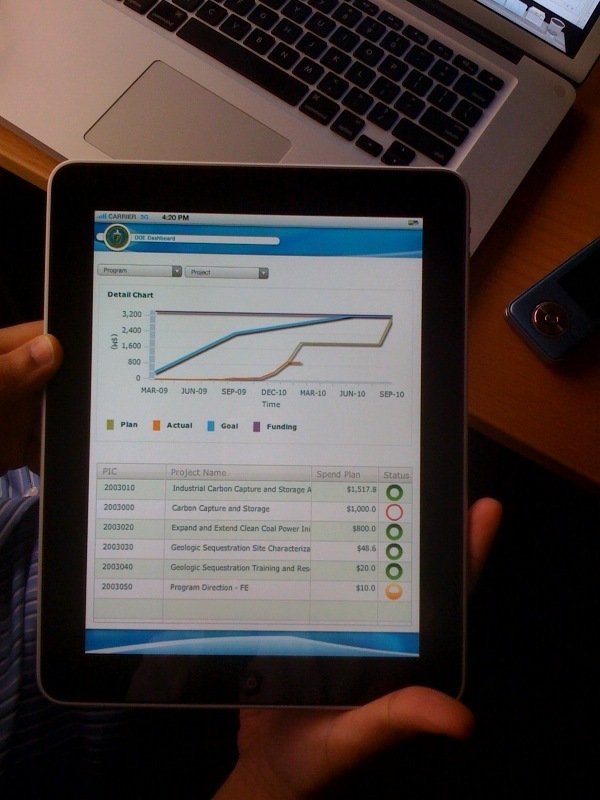 CARRIER 3G 4:20 PM
DOE Dashboard
Program Project
Detail Chart
3,200
2,400
1,600
800
0
(M$)
MAR-09 JUN-09 SEP-09 DEC-10 MAR-10 JUN-10 SEP-10
Time
Plan Actual Goal Funding
PIC Project Name Spend Plan Status
2003010 Industrial Carbon Capture and Storage A $1,517.8
2003000 Carbon Capture and Storage $1,000.0
2003020 Expand and Extend Clean Coal Power Ini $800.0
2003030 Geologic Sequestration Site Characteriza $48.6
2003040 Geologic Sequestration Training and Res $20.0
2003050 Program Direction - FE $10.0